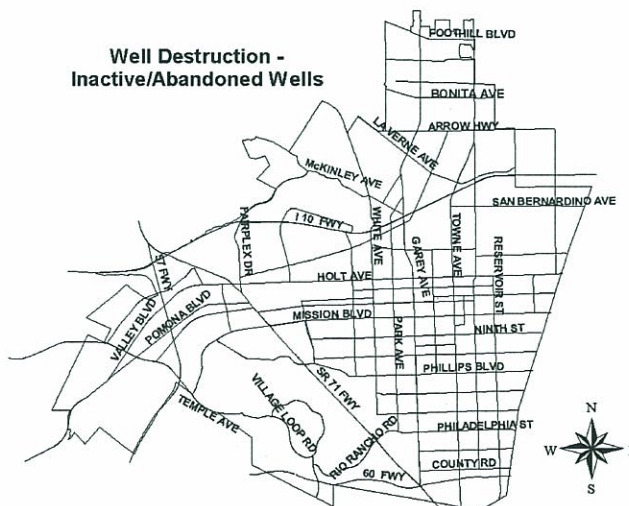 Well Destruction -
Inactive/Abandoned Wells
FOOTHILL BLVD
BONITA AVE
ARROW HWY
LA VERNE AVE
McKINLEY AVE
SAN BERNARDINO AVE
I 10 FWY
WHITE AVE
FAIRPLEX DR
GAREY AVE
TOWNE AVE
RESERVOIR ST
57 FWY
HOLT AVE
VALLEY BLVD
POMONA BLVD
MISSION BLVD
PARK AVE
NINTH ST
SR 71 FWY
PHILLIPS BLVD
TEMPLE AVE
VILLAGE LOOP RD
RIO RANCHO RD
PHILADELPHIA ST
COUNTY RD
60 FWY
N
W
S